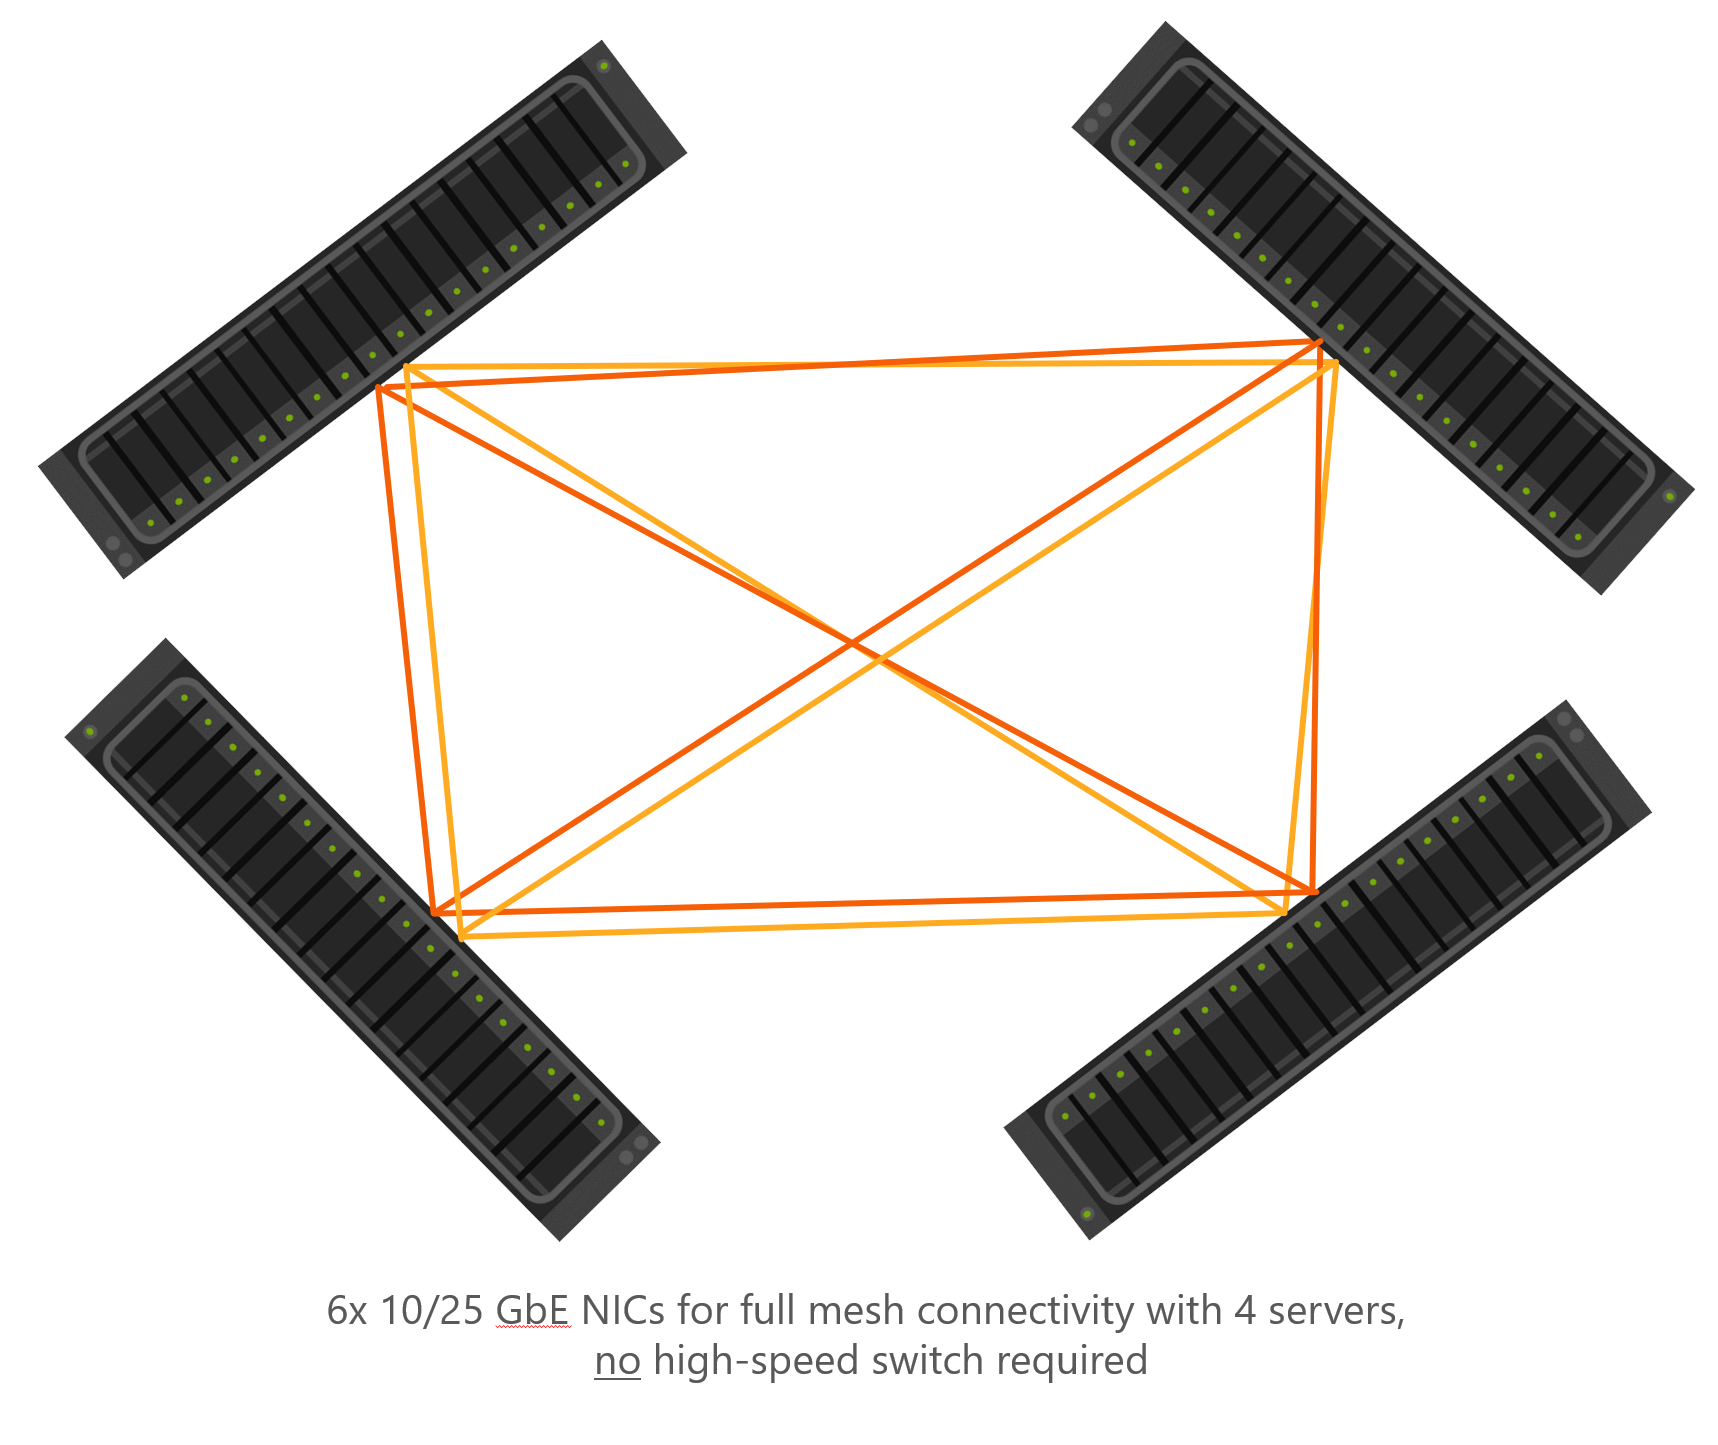 6x 10/25 GbE NICs for full mesh connectivity with 4 servers,
no high-speed switch required